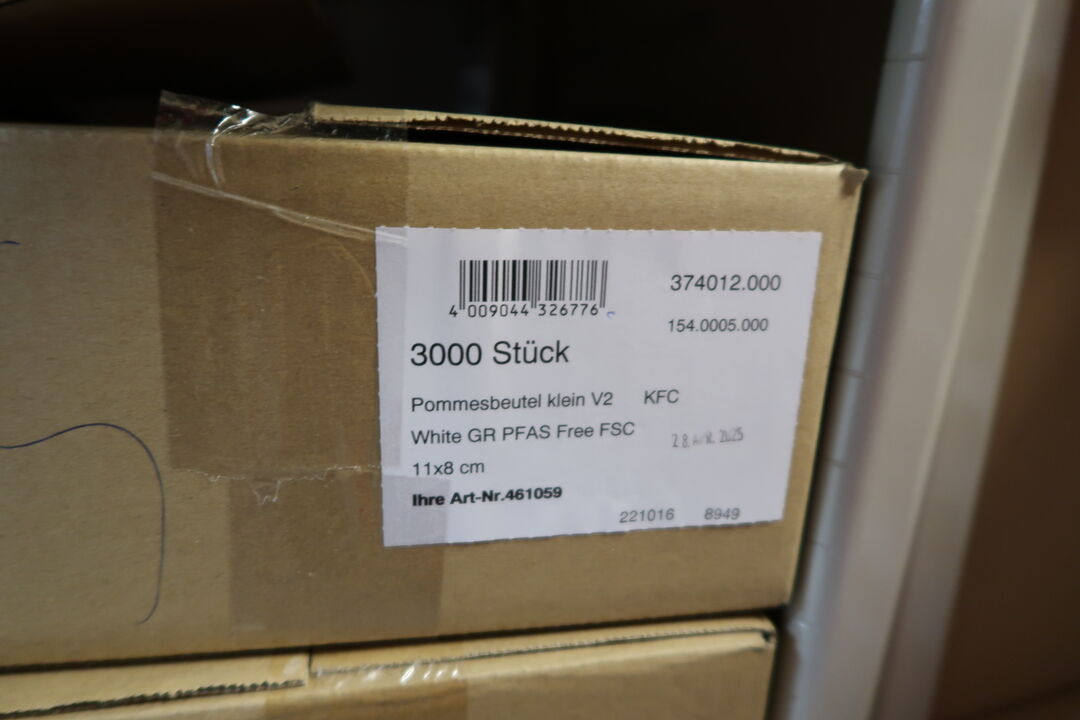 374012.000
4 009044 326776
154.0005.000
3000 Stück
Pommesbeutel klein V2 KFC
White GR PFAS Free FSC
28. APR. 2025
11x8 cm
Ihre Art-Nr.461059
221016 8949